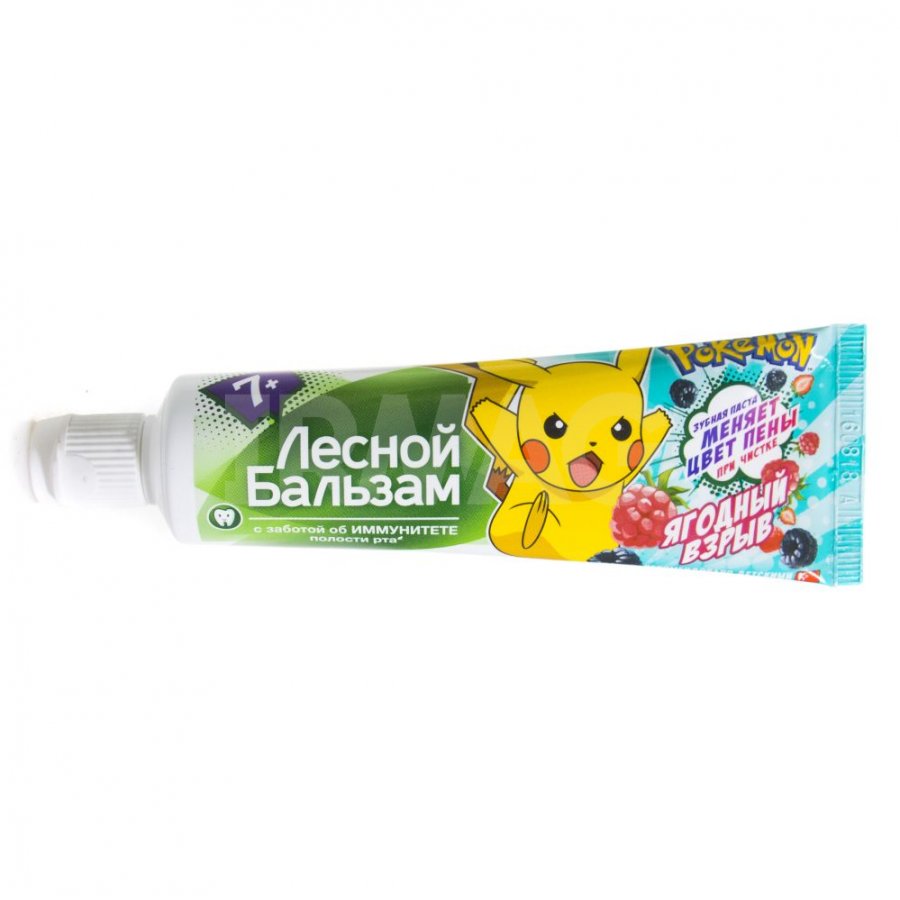 7+
Лесной
Бальзам
с заботой об ИММУНИТЕТЕ
полости рта
POKéMON
ЗУБНАЯ ПАСТА
МЕНЯЕТ
ЦВЕТ ПЕНЫ
ПРИ ЧИСТКЕ
ЯГОДНЫЙ
ВЗРЫВ